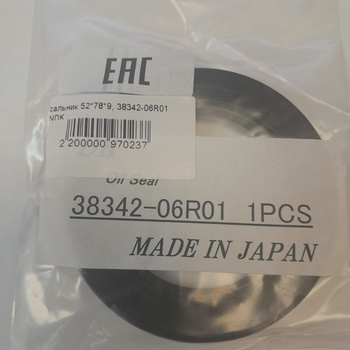 EAC
сальник 52*78*9, 38342-06R01
NOK
2 200000 970237
Oil Seal
38342-06R01 1PCS
MADE IN JAPAN